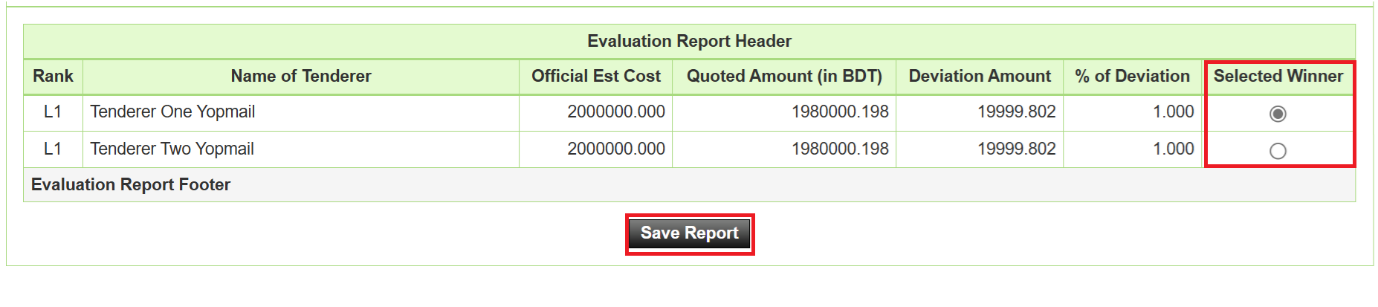 Evaluation Report Header
Rank Name of Tenderer Official Est Cost Quoted Amount (in BDT) Deviation Amount % of Deviation Selected Winner
L1 Tenderer One Yopmail 2000000.000 1980000.198 19999.802 1.000
L1 Tenderer Two Yopmail 2000000.000 1980000.198 19999.802 1.000
Evaluation Report Footer
Save Report